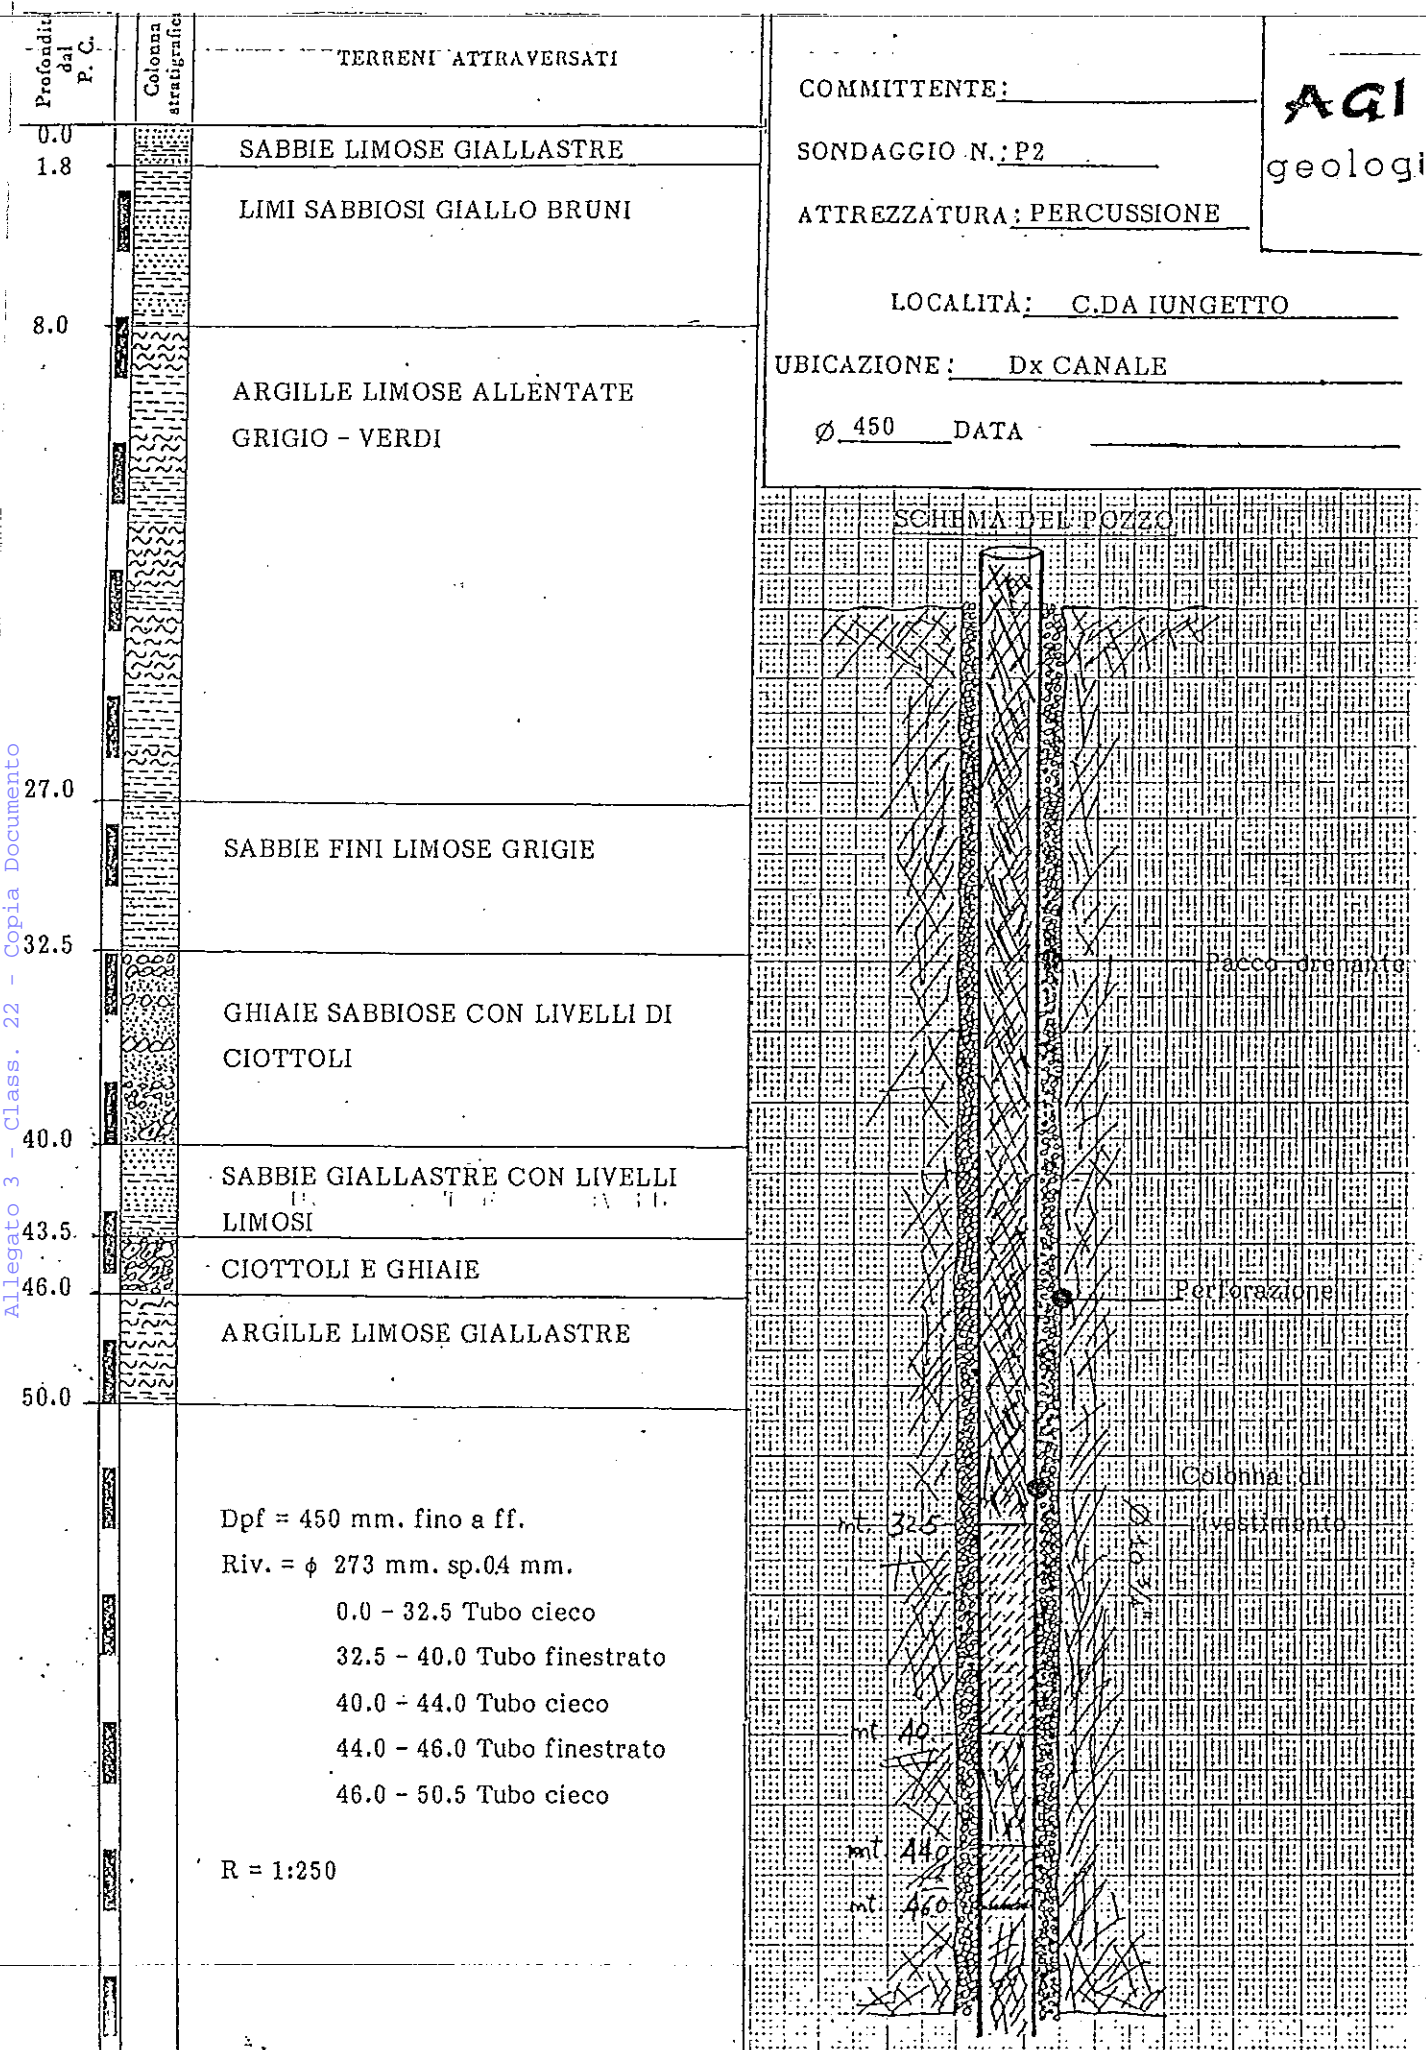 Profondità
dal
P. C.
Colonna
stratigrafica
TERRENI ATTRAVERSATI
0.0
SABBIE LIMOSE GIALLASTRE
1.8
LIMI SABBIOSI GIALLO BRUNI
8.0
ARGILLE LIMOSE ALLENTATE
GRIGIO - VERDI
27.0
SABBIE FINI LIMOSE GRIGIE
32.5
GHIAIE SABBIOSE CON LIVELLI DI
CIOTTOLI
40.0
SABBIE GIALLASTRE CON LIVELLI
LIMOSI
43.5
CIOTTOLI E GHIAIE
46.0
ARGILLE LIMOSE GIALLASTRE
50.0
Dpf = 450 mm. fino a ff.
Riv. = φ 273 mm. sp.04 mm.
0.0 - 32.5 Tubo cieco
32.5 - 40.0 Tubo finestrato
40.0 - 44.0 Tubo cieco
44.0 - 46.0 Tubo finestrato
46.0 - 50.5 Tubo cieco
R = 1:250
COMMITTENTE:
SONDAGGIO N.: P2
ATTREZZATURA: PERCUSSIONE
AGI
geologi
LOCALITÀ: C.DA IUNGETTO
UBICAZIONE: Dx CANALE
Ø 450 DATA
SCHEMA DEL POZZO
Pacco drenante
Perforazione
Colonna di
rivestimento
Ø 10 3/4"
mt. 325
mt. 40
mt. 440
mt. 460
Allegato 3 - Class. 22 - Copia Documento